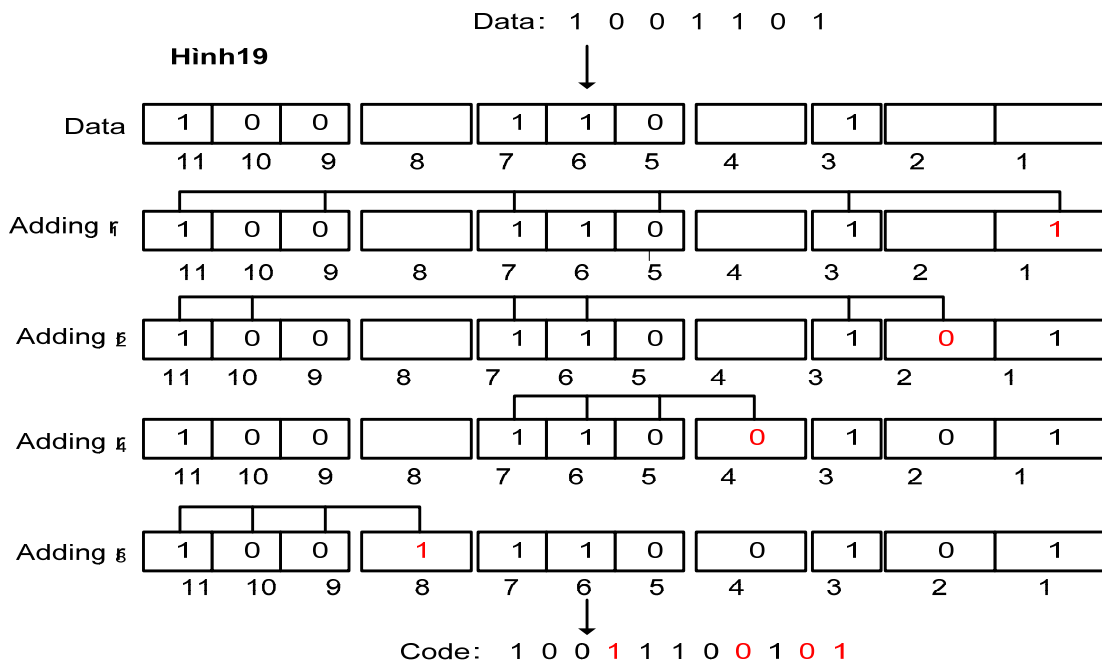 Data: 1 0 0 1 1 0 1
Hình19
Data 1 0 0 1 1 0 1
11 10 9 8 7 6 5 4 3 2 1
Adding r1 1 0 0 1 1 0 1 1
11 10 9 8 7 6 5 4 3 2 1
Adding r2 1 0 0 1 1 0 1 0 1
11 10 9 8 7 6 5 4 3 2 1
Adding r4 1 0 0 1 1 0 0 1 0 1
11 10 9 8 7 6 5 4 3 2 1
Adding r8 1 0 0 1 1 1 0 0 1 0 1
11 10 9 8 7 6 5 4 3 2 1
Code: 1 0 0 1 1 1 0 0 1 0 1